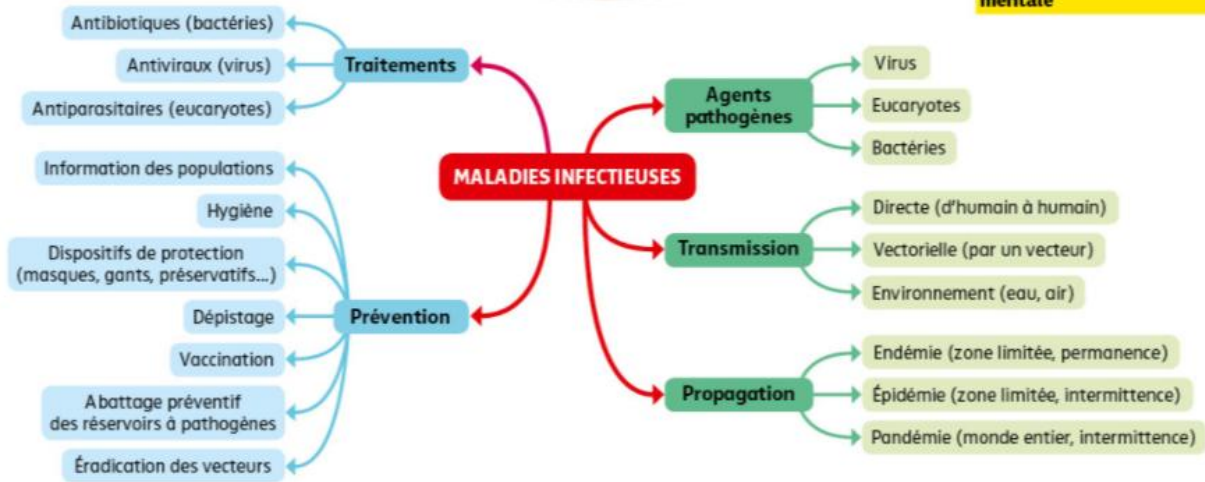 mentale
Antibiotiques (bactéries)
Antiviraux (virus)
Antiparasitaires (eucaryotes)
Traitements
Information des populations
Hygiène
Dispositifs de protection
(masques, gants, préservatifs...)
Dépistage
Vaccination
Abattage préventif
des réservoirs à pathogènes
Éradication des vecteurs
Prévention
MALADIES INFECTIEUSES
Agents
pathogènes
Virus
Eucaryotes
Bactéries
Transmission
Directe (d'humain à humain)
Vectorielle (par un vecteur)
Environnement (eau, air)
Propagation
Endémie (zone limitée, permanence)
Épidémie (zone limitée, intermittence)
Pandémie (monde entier, intermittence)